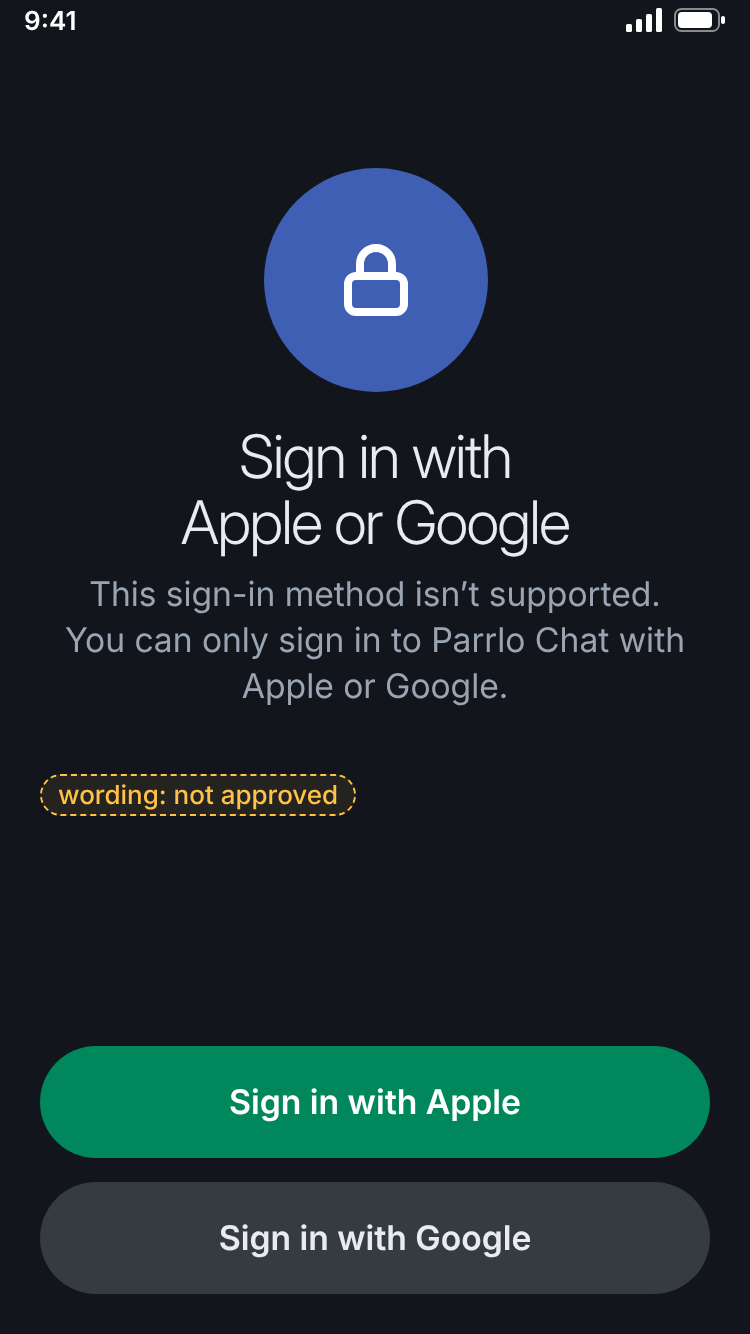 9:41
Sign in with
Apple or Google
This sign-in method isn’t supported.
You can only sign in to Parrlo Chat with
Apple or Google.
wording: not approved
Sign in with Apple
Sign in with Google